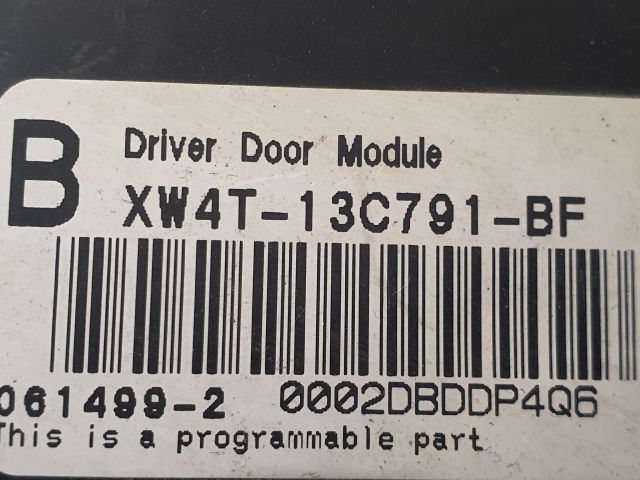 B
Driver Door Module
XW4T-13C791-BF
061499-2 0002DBDDP4Q6
This is a programmable part